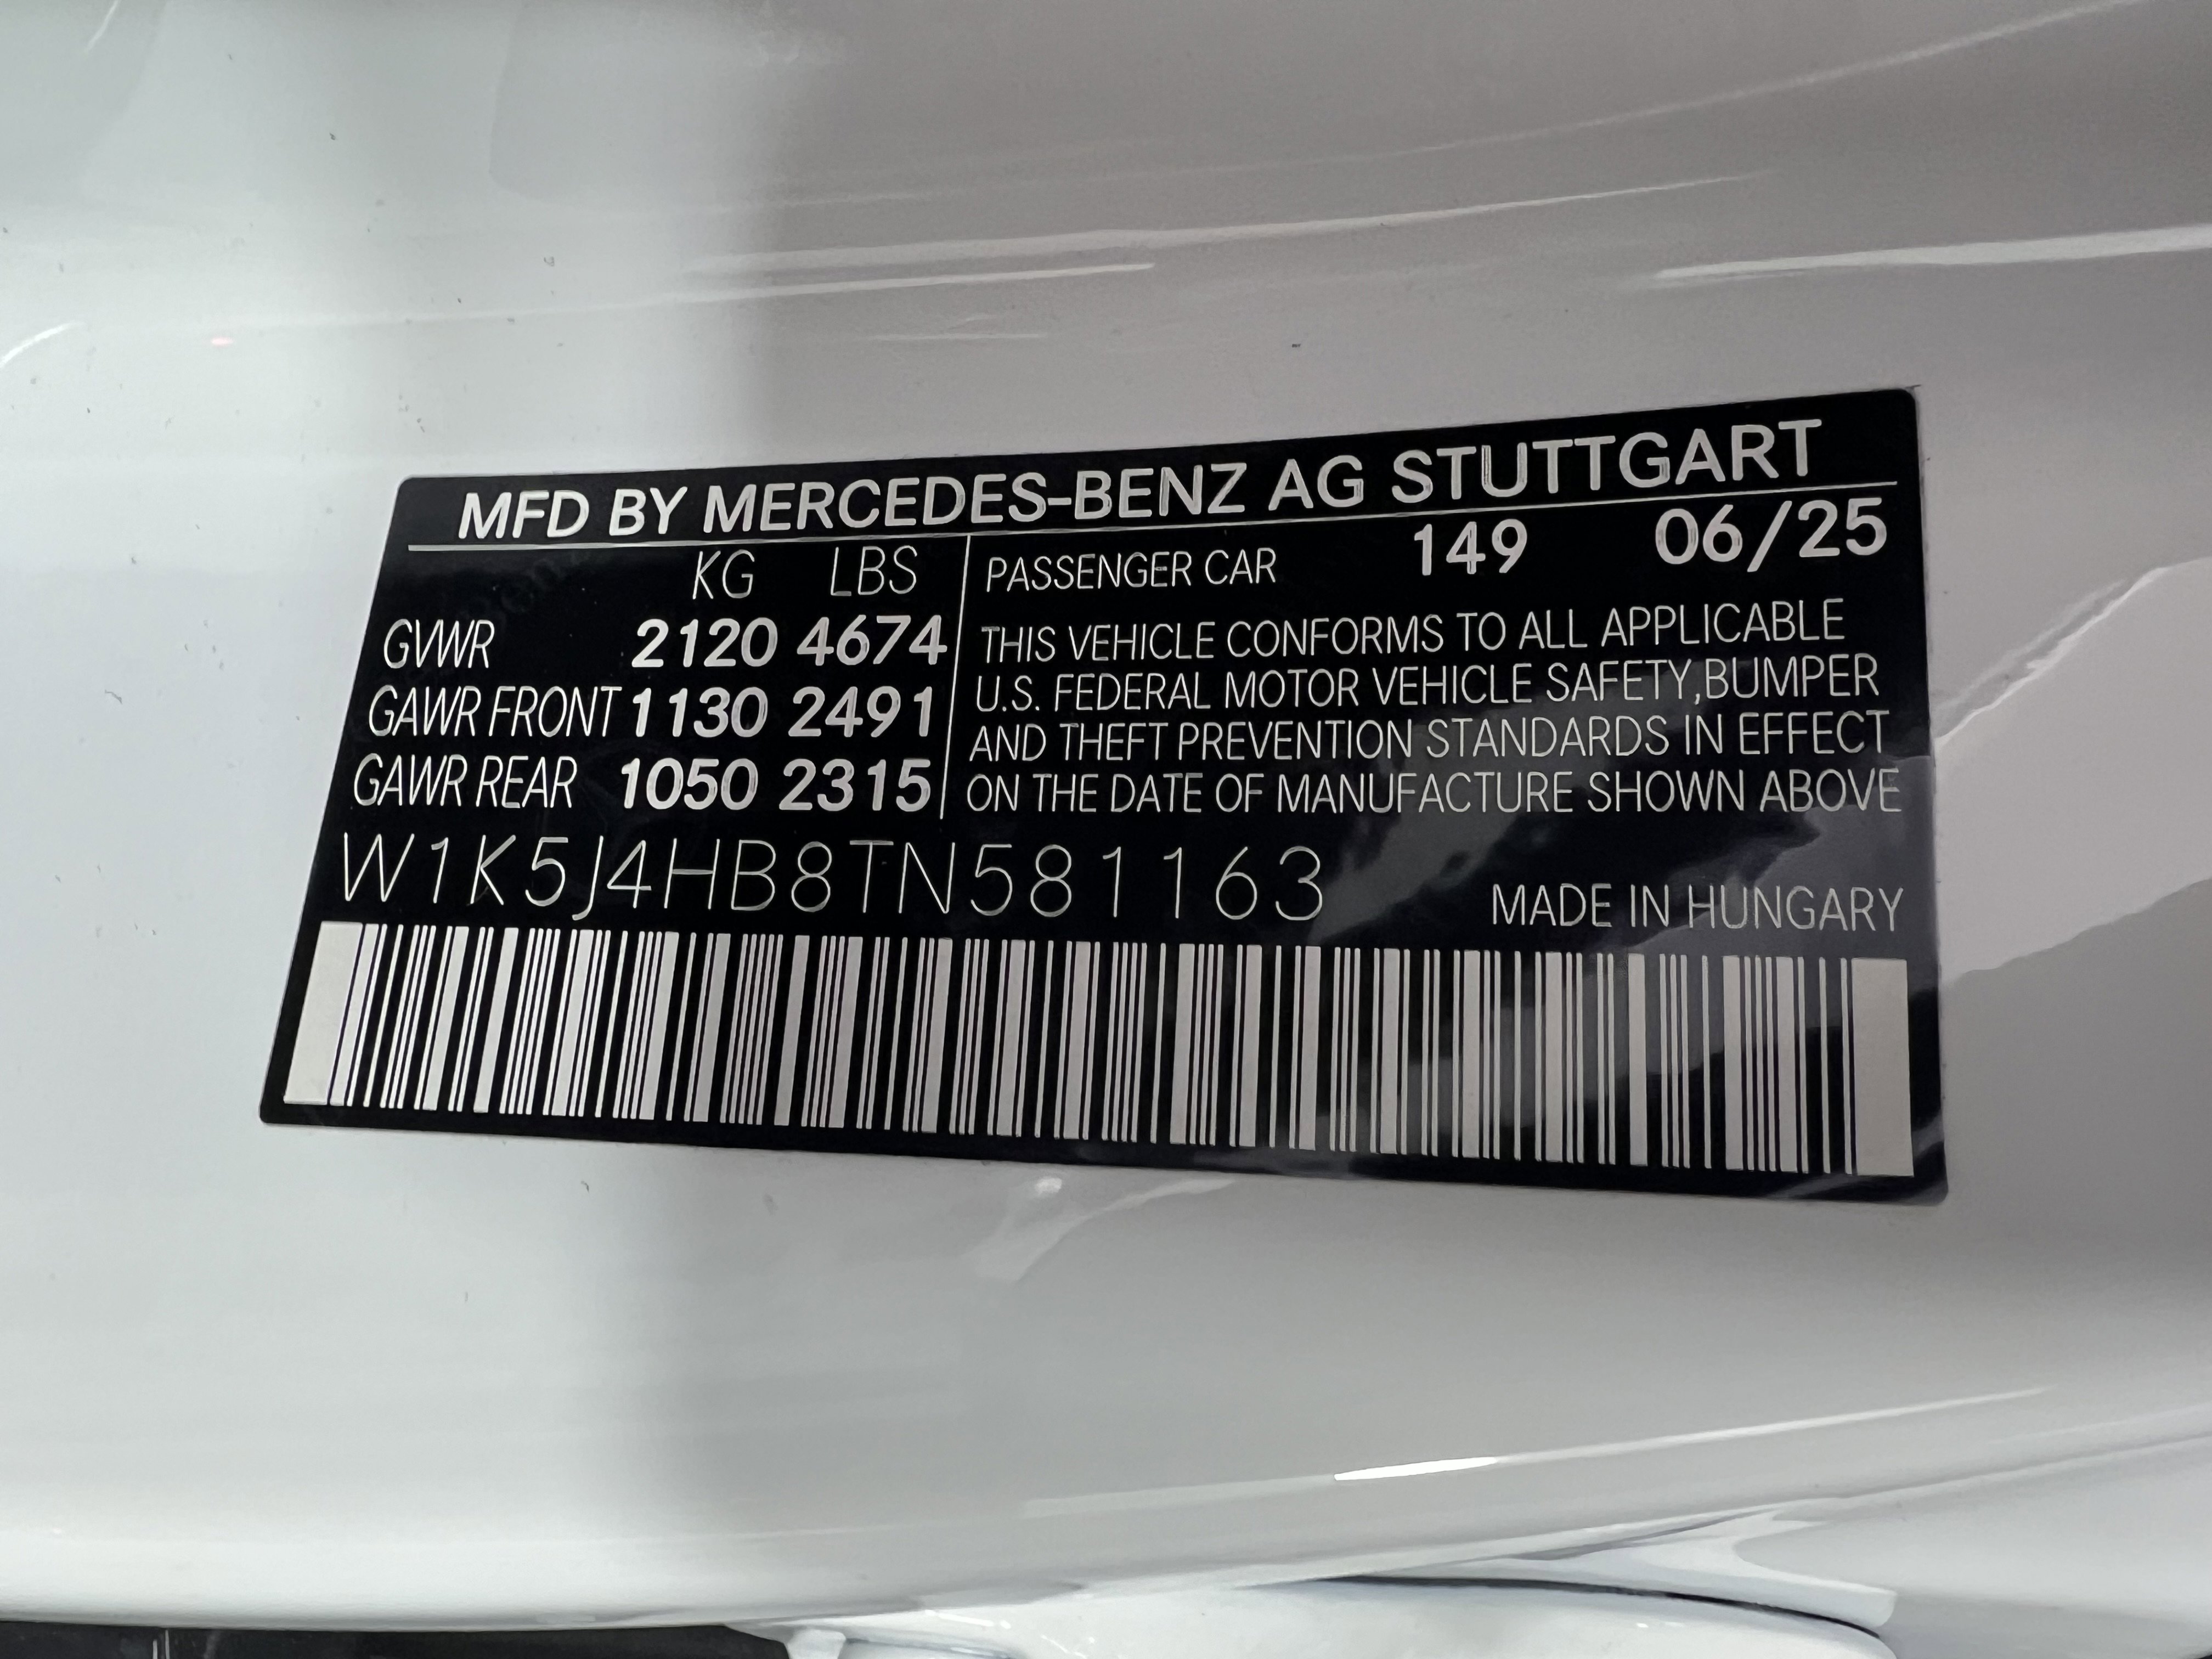 MFD BY MERCEDES-BENZ AG STUTTGART
KG LBS
GVWR 2120 4674
GAWR FRONT 1130 2491
GAWR REAR 1050 2315
PASSENGER CAR 149 06/25
THIS VEHICLE CONFORMS TO ALL APPLICABLE
U.S. FEDERAL MOTOR VEHICLE SAFETY,BUMPER
AND THEFT PREVENTION STANDARDS IN EFFECT
ON THE DATE OF MANUFACTURE SHOWN ABOVE
W1K5J4HB8TN581163
MADE IN HUNGARY